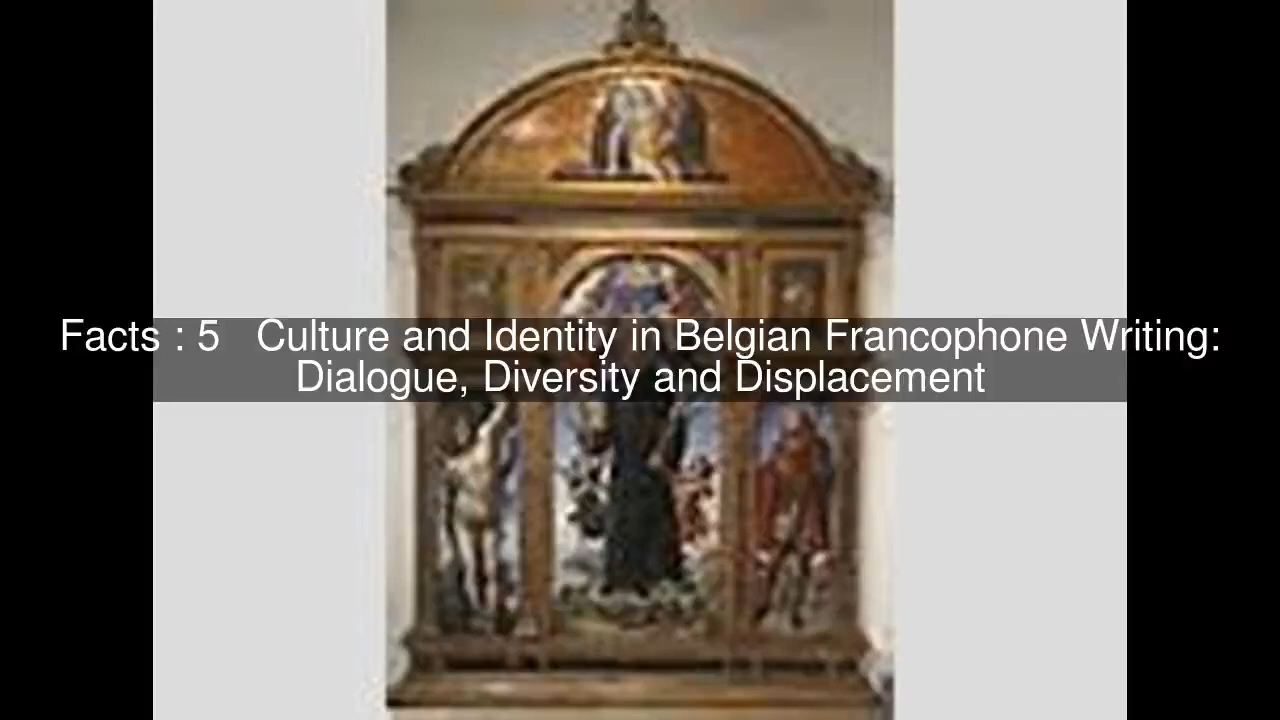 Facts : 5 Culture and Identity in Belgian Francophone Writing:
Dialogue, Diversity and Displacement